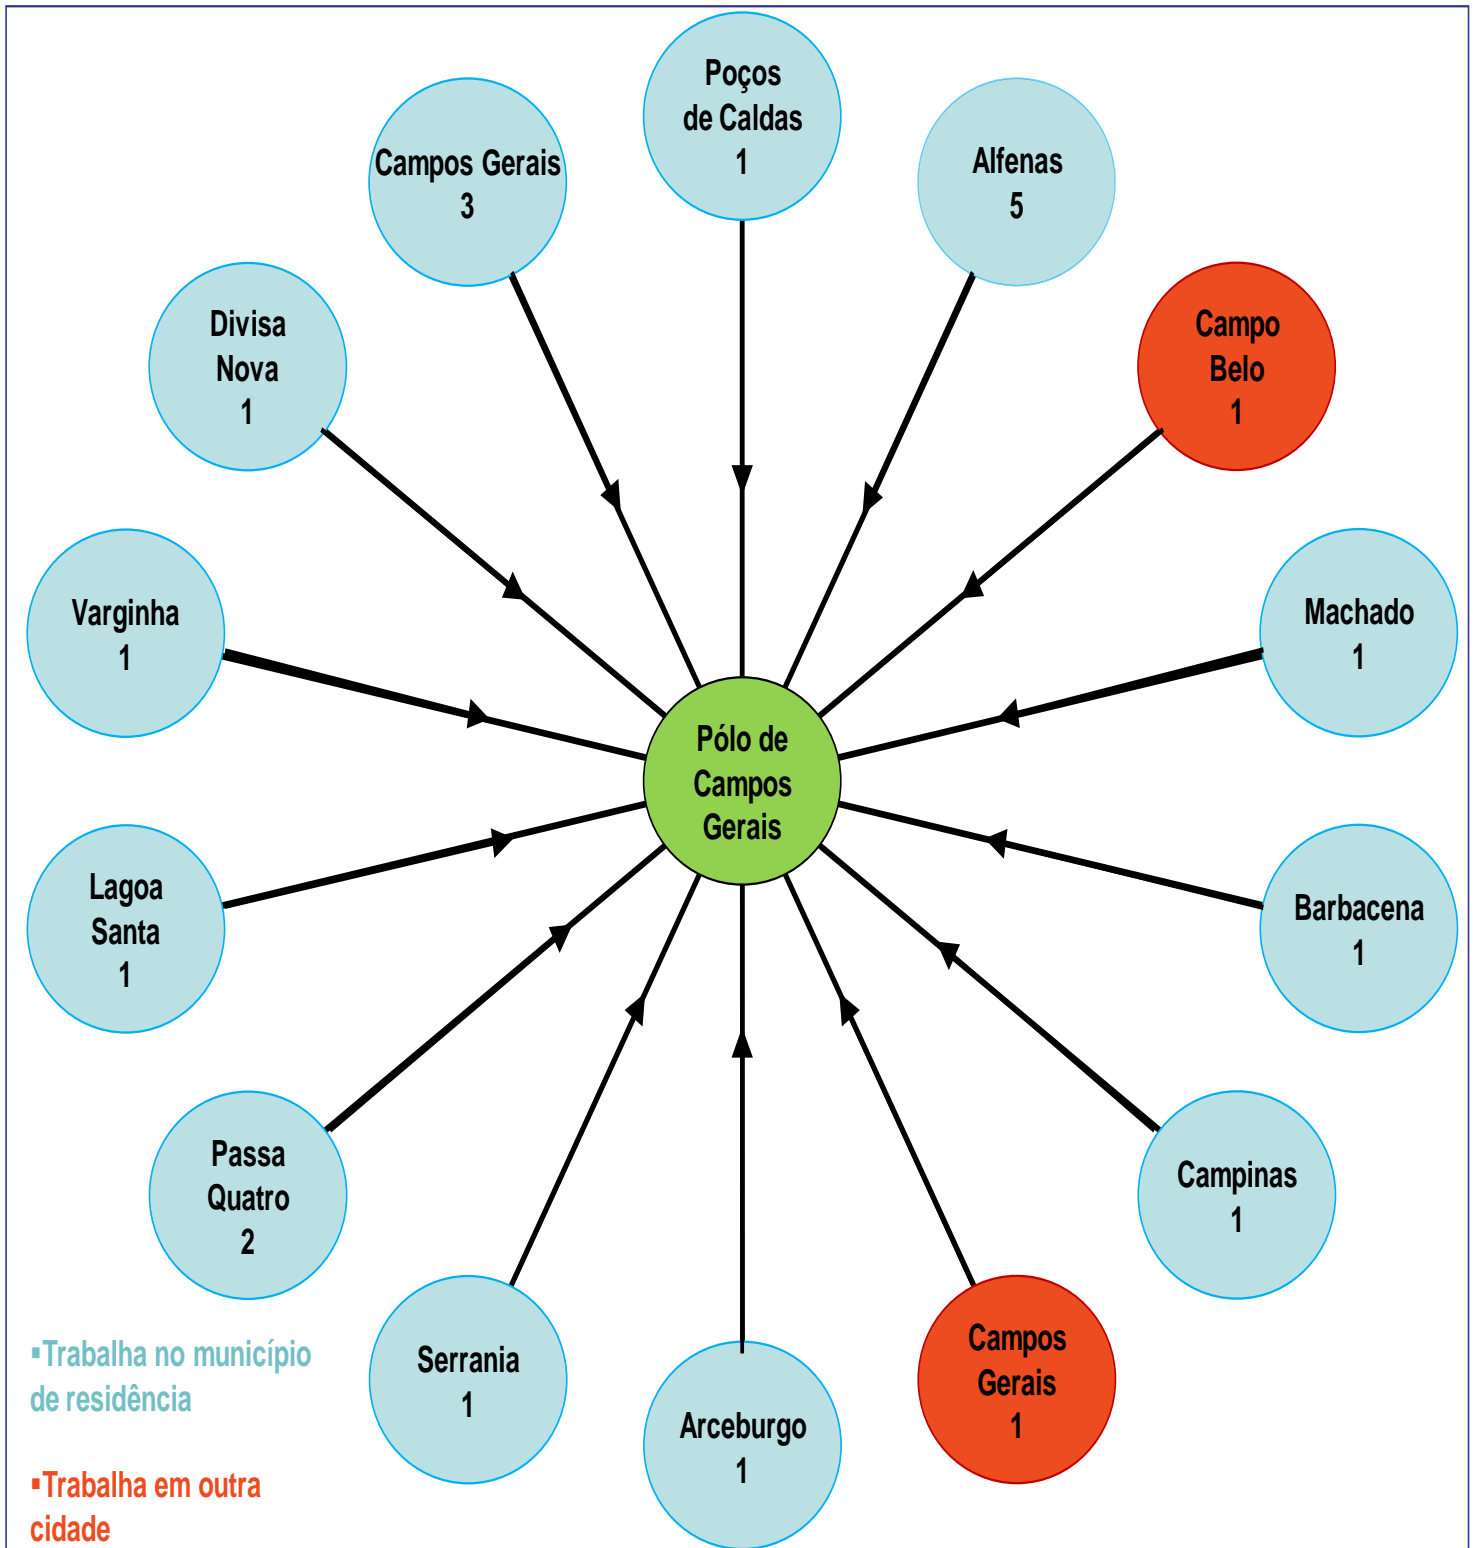 Poços
de Caldas
1
Alfenas
5
Campo
Belo
1
Machado
1
Barbacena
1
Campinas
1
Campos
Gerais
1
Arceburgo
1
Serrania
1
Passa
Quatro
2
Lagoa
Santa
1
Varginha
1
Divisa
Nova
1
Campos Gerais
3
Pólo de
Campos
Gerais
▪Trabalha no município
de residência
▪Trabalha em outra
cidade